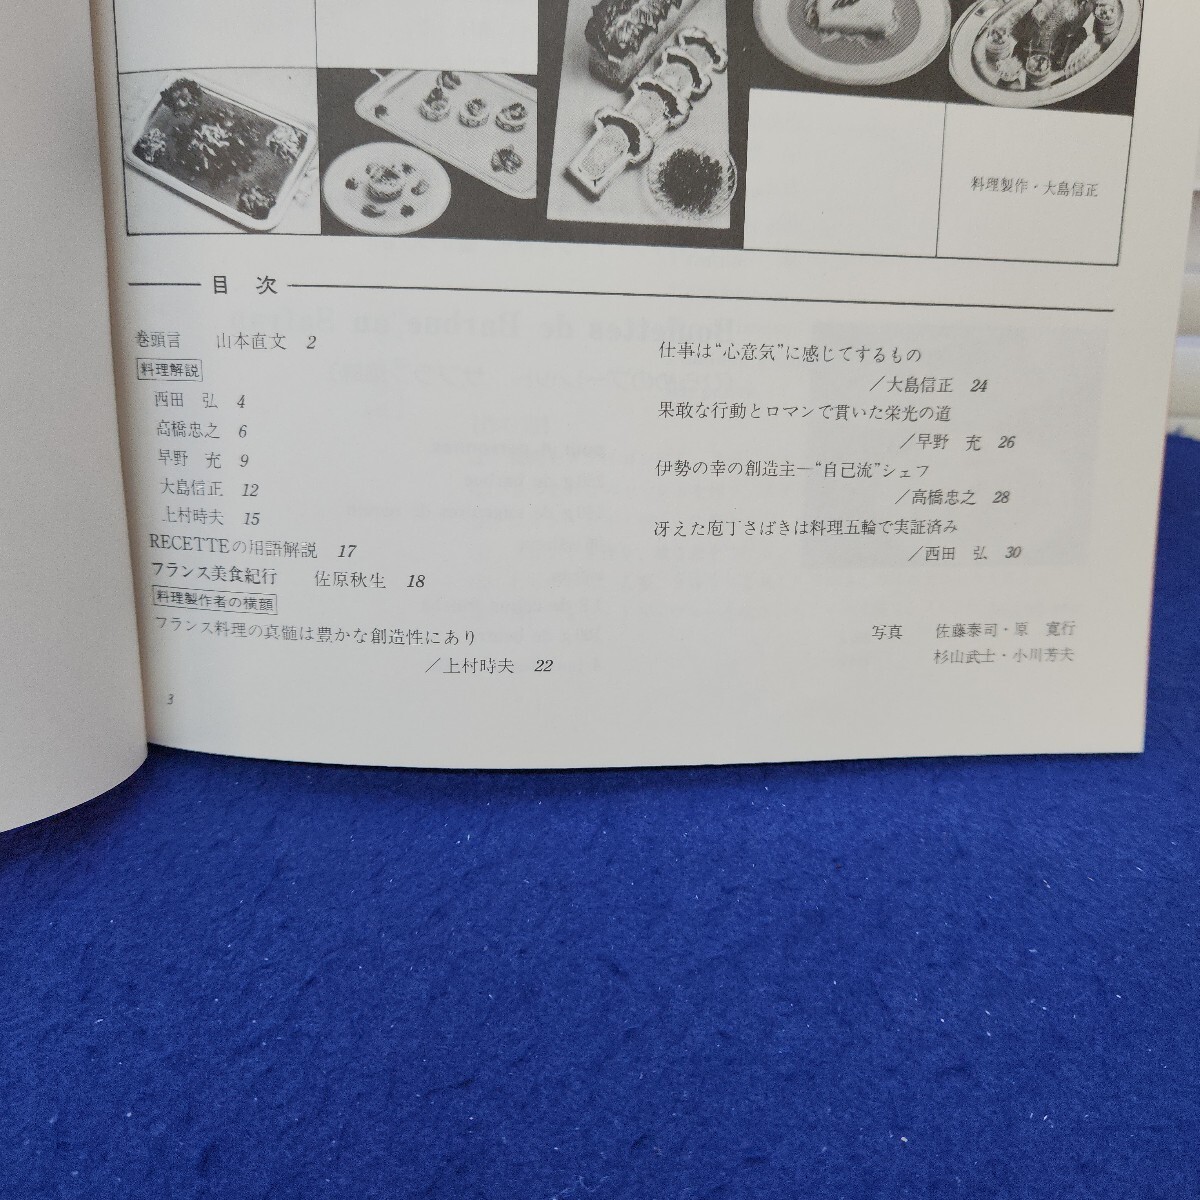 料理製作・大島信正
目 次
巻頭言 山本直文 2
料理解説
西田 弘 4
高橋忠之 6
早野 充 9
大島信正 12
上村時夫 15
RECETTEの用語解説 17
フランス美食紀行 佐原秋生 18
料理製作者の横顔
フランス料理の真髄は豊かな創造性にあり
／上村時夫 22
3
仕事は“心意気”に感じてするもの
／大島信正 24
果敢な行動とロマンで貫いた栄光の道
／早野 充 26
伊勢の幸の創造主―“自己流”シェフ
／高橋忠之 28
冴えた庖丁さばきは料理五輪で実証済み
／西田 弘 30
写真 佐藤泰司・原 寛行
杉山武士・小川芳夫